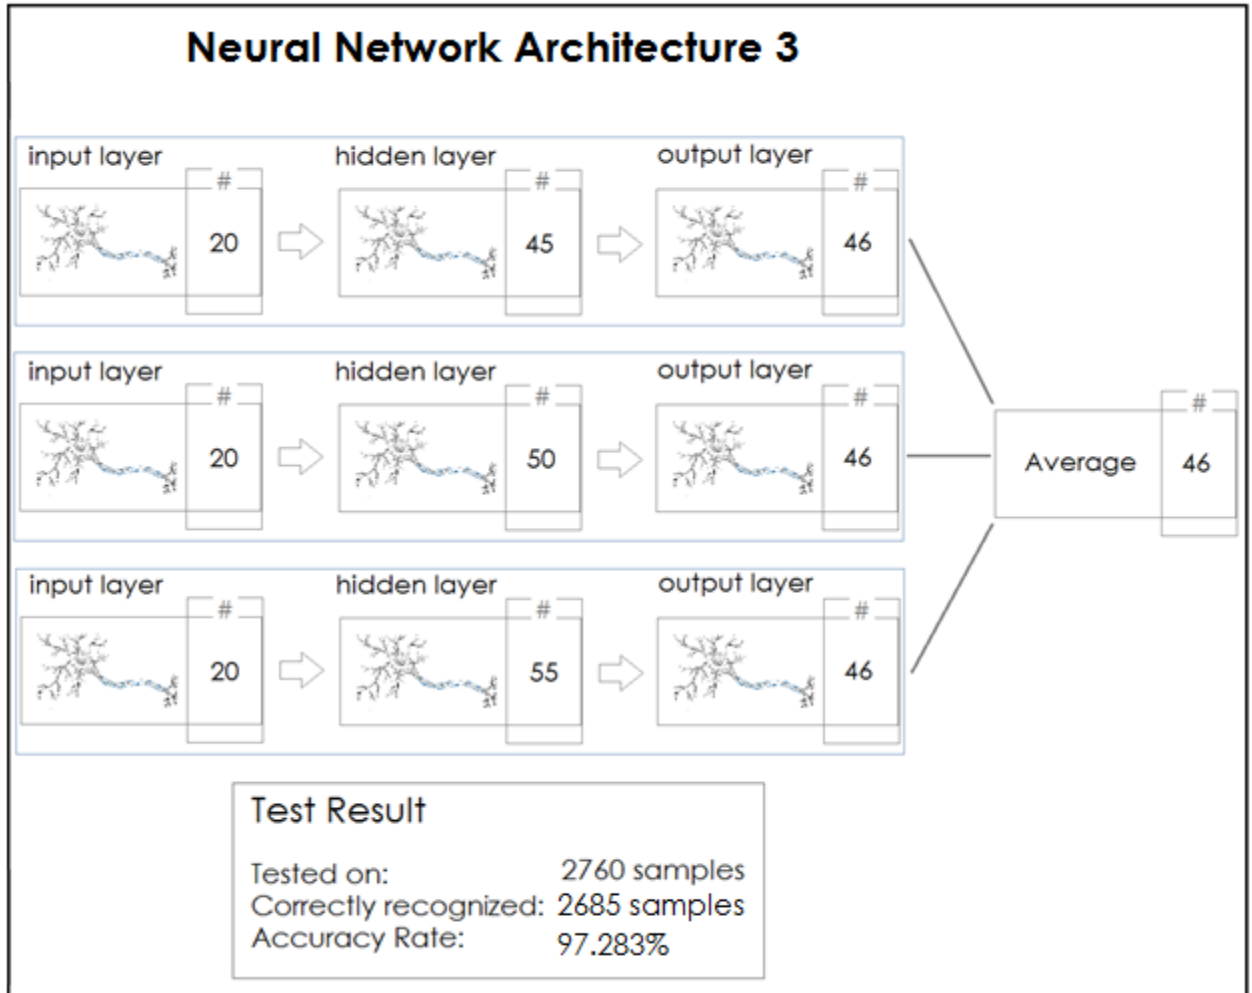 Neural Network Architecture 3
input layer hidden layer output layer
# # #
20 45 46
input layer hidden layer output layer
# # #
20 50 46
#
Average 46
input layer hidden layer output layer
# # #
20 55 46
Test Result
Tested on: 2760 samples
Correctly recognized: 2685 samples
Accuracy Rate: 97.283%